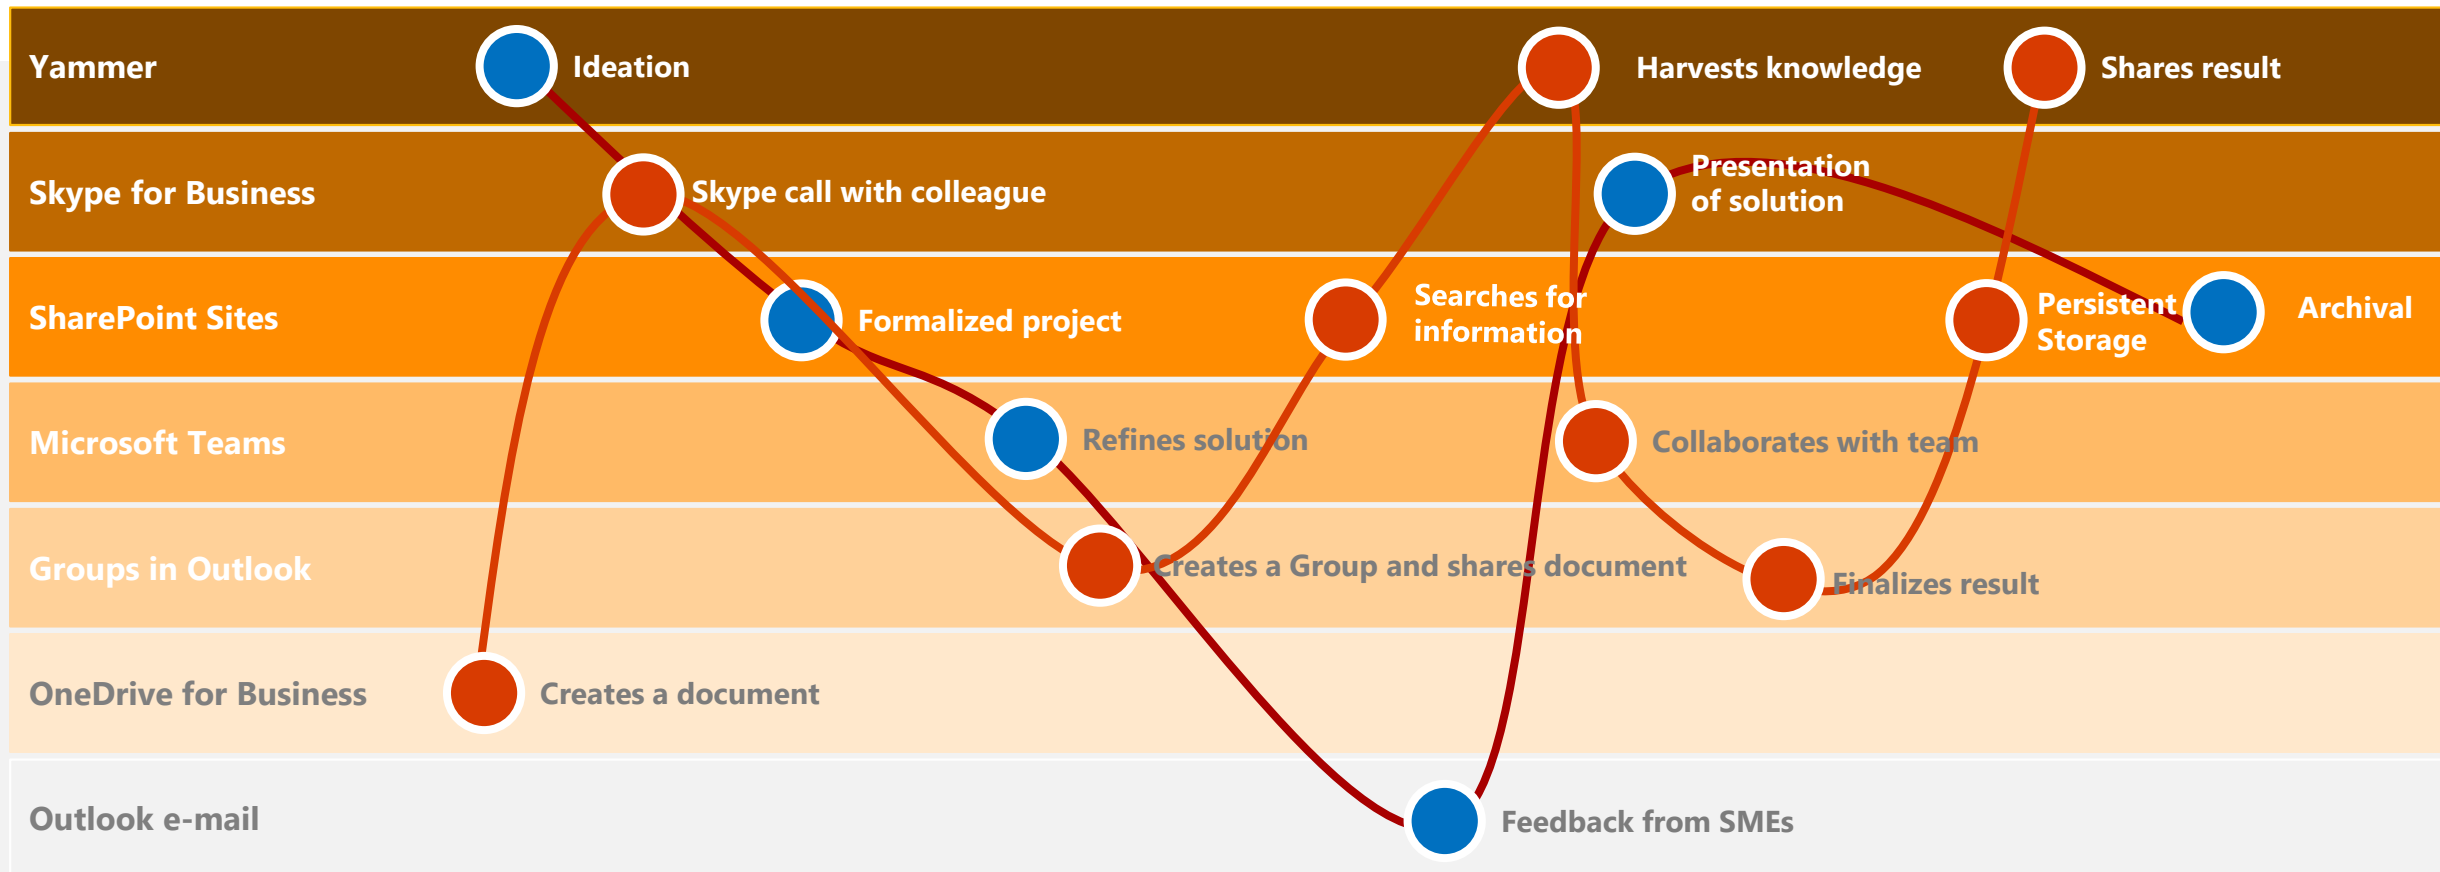 Yammer
Ideation
Harvests knowledge
Shares result
Skype for Business
Skype call with colleague
Presentation
of solution
SharePoint Sites
Formalized project
Searches for
information
Persistent
Storage
Archival
Microsoft Teams
Refines solution
Collaborates with team
Groups in Outlook
Creates a Group and shares document
Finalizes result
OneDrive for Business
Creates a document
Outlook e-mail
Feedback from SMEs